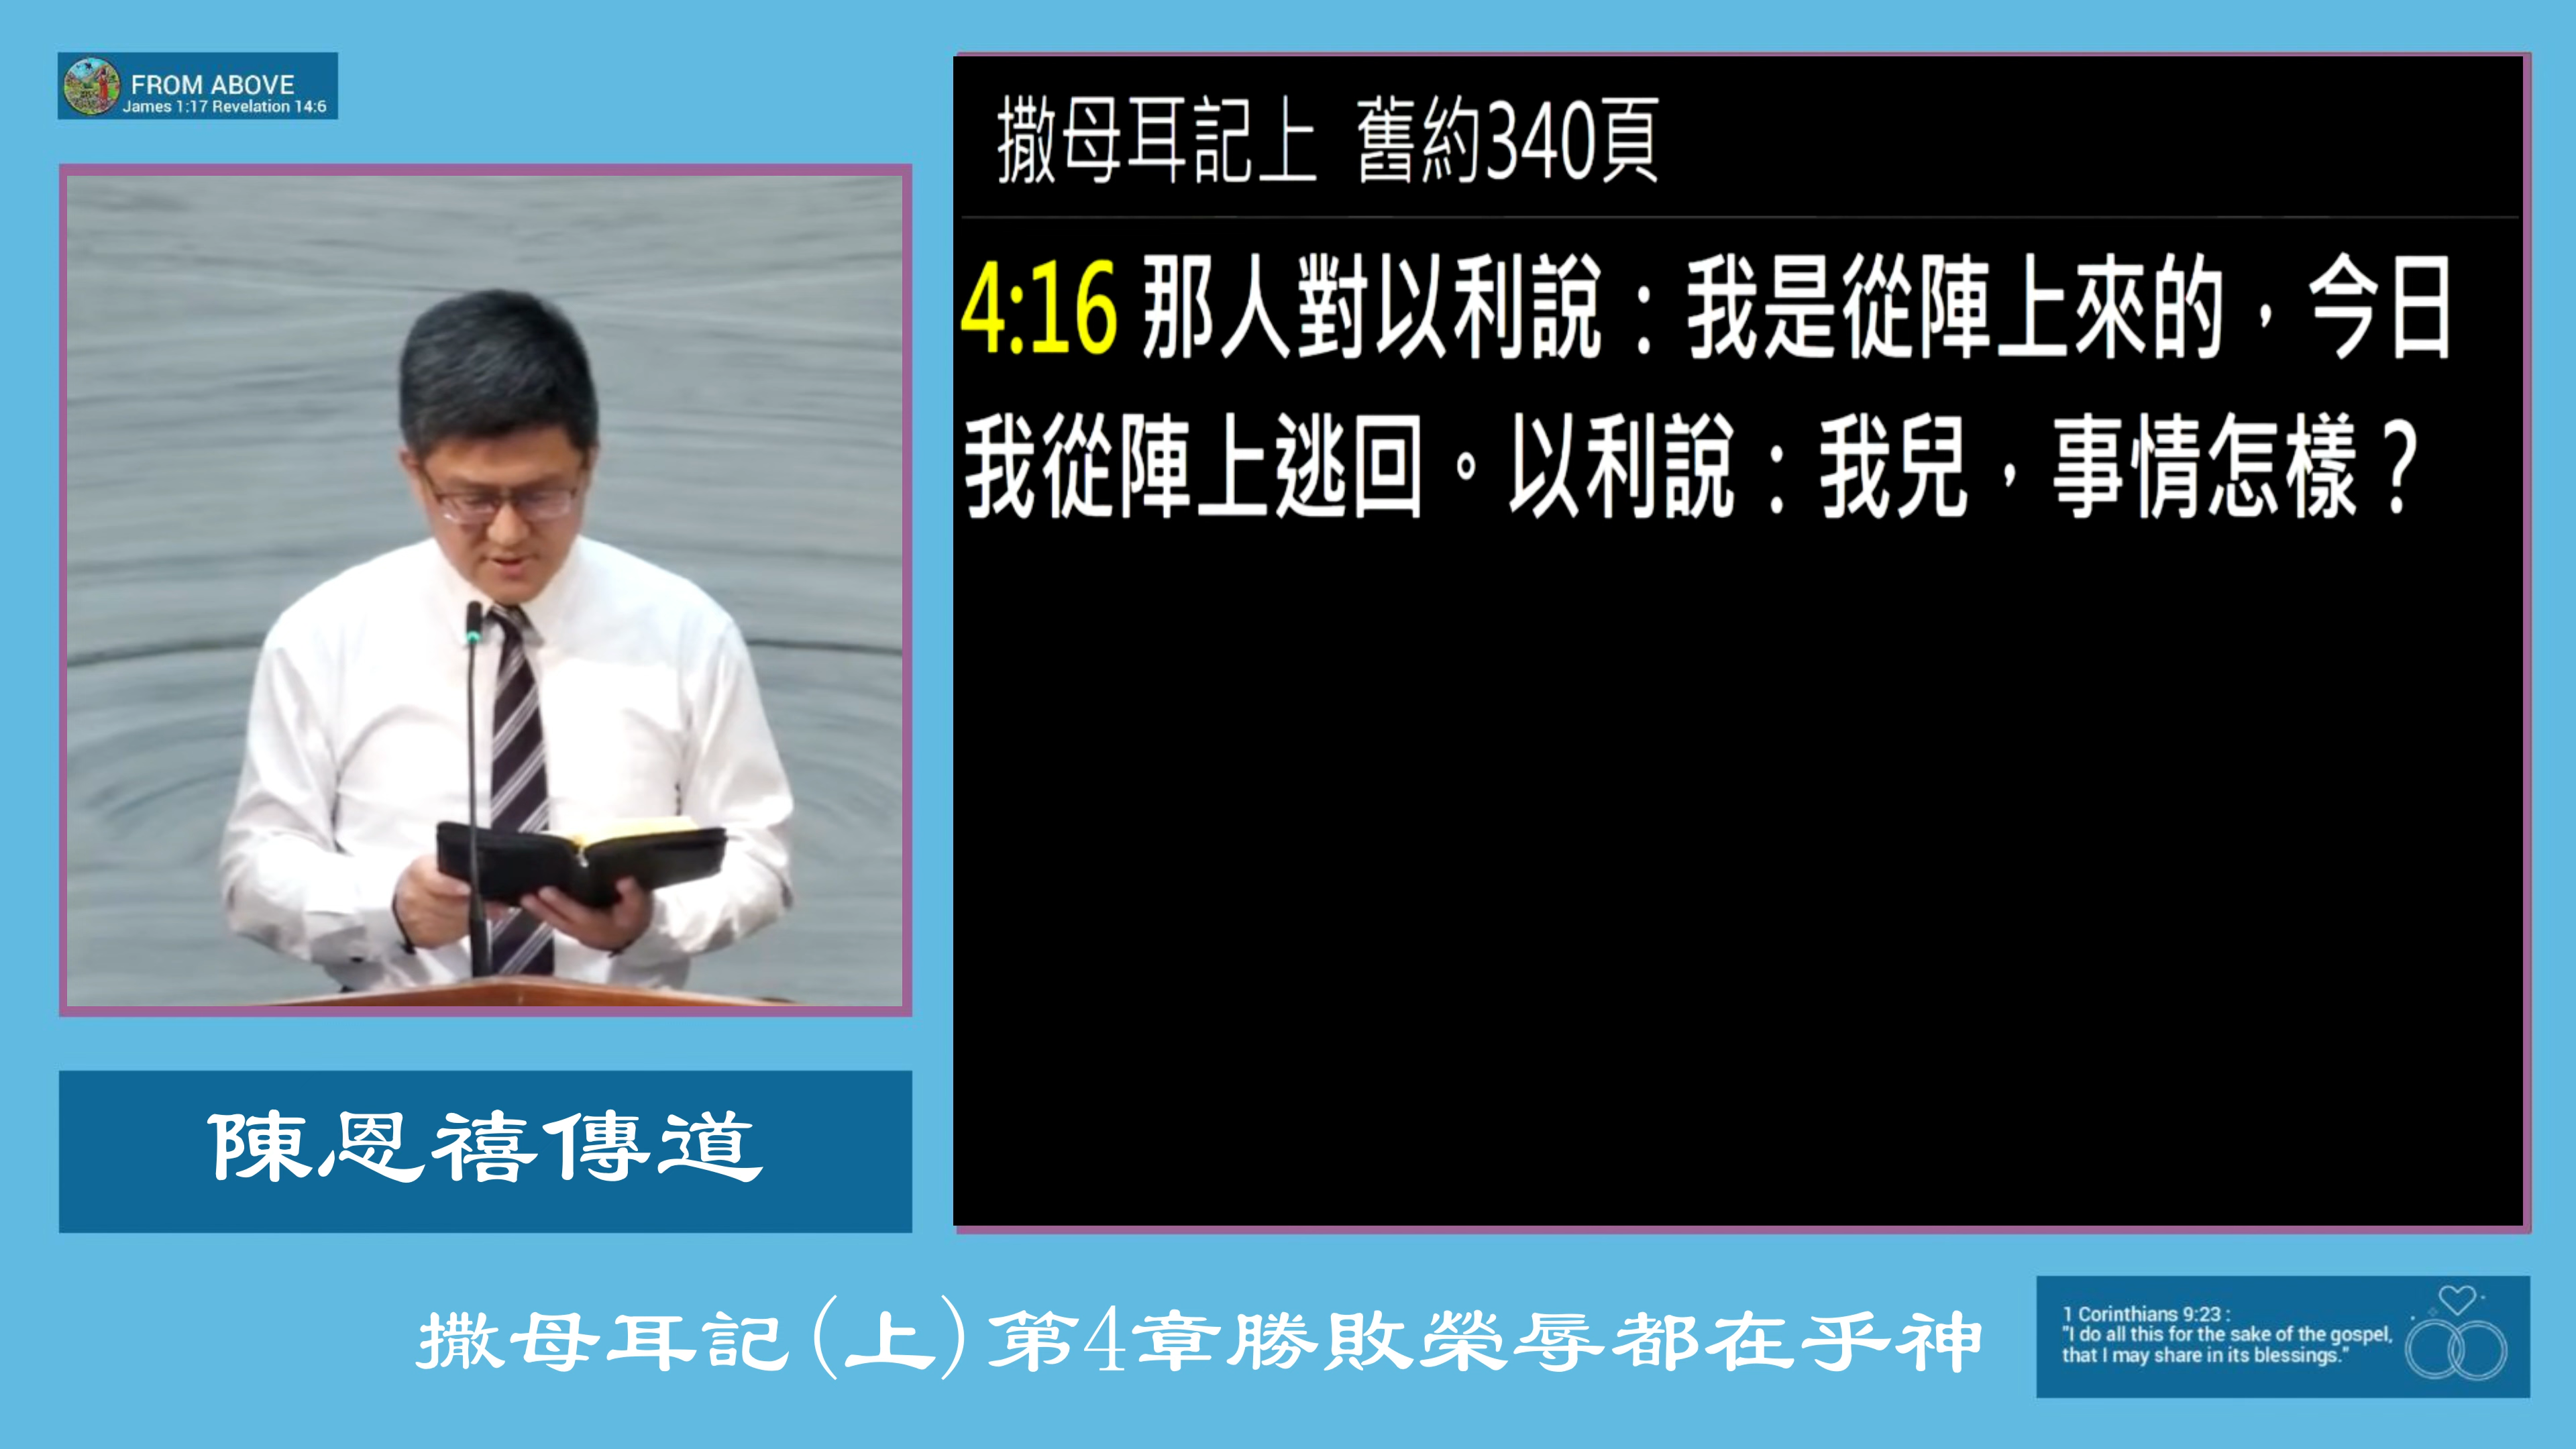 FROM ABOVE
James 1:17 Revelation 14:6
撒母耳記上 舊約340頁
4:16 那人對以利說：我是從陣上來的，今日
我從陣上逃回。以利說：我兒，事情怎樣？
陳恩禧傳道
撒母耳記(上)第4章勝敗榮辱都在乎神
1 Corinthians 9:23 :
"I do all this for the sake of the gospel,
that I may share in its blessings."